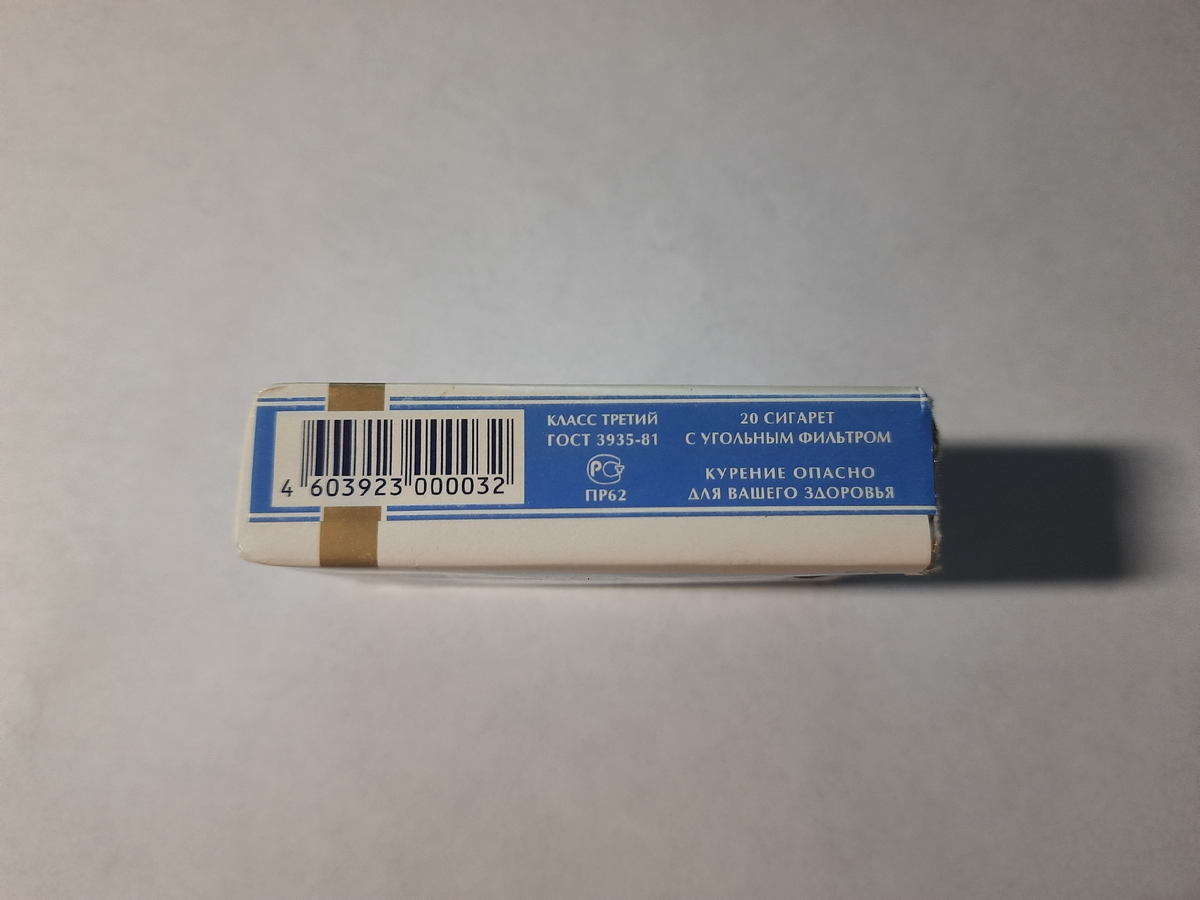 4 603923 000032
КЛАСС ТРЕТИЙ
ГОСТ 3935-81
РСТ
ПР62
20 СИГАРЕТ
С УГОЛЬНЫМ ФИЛЬТРОМ
КУРЕНИЕ ОПАСНО
ДЛЯ ВАШЕГО ЗДОРОВЬЯ